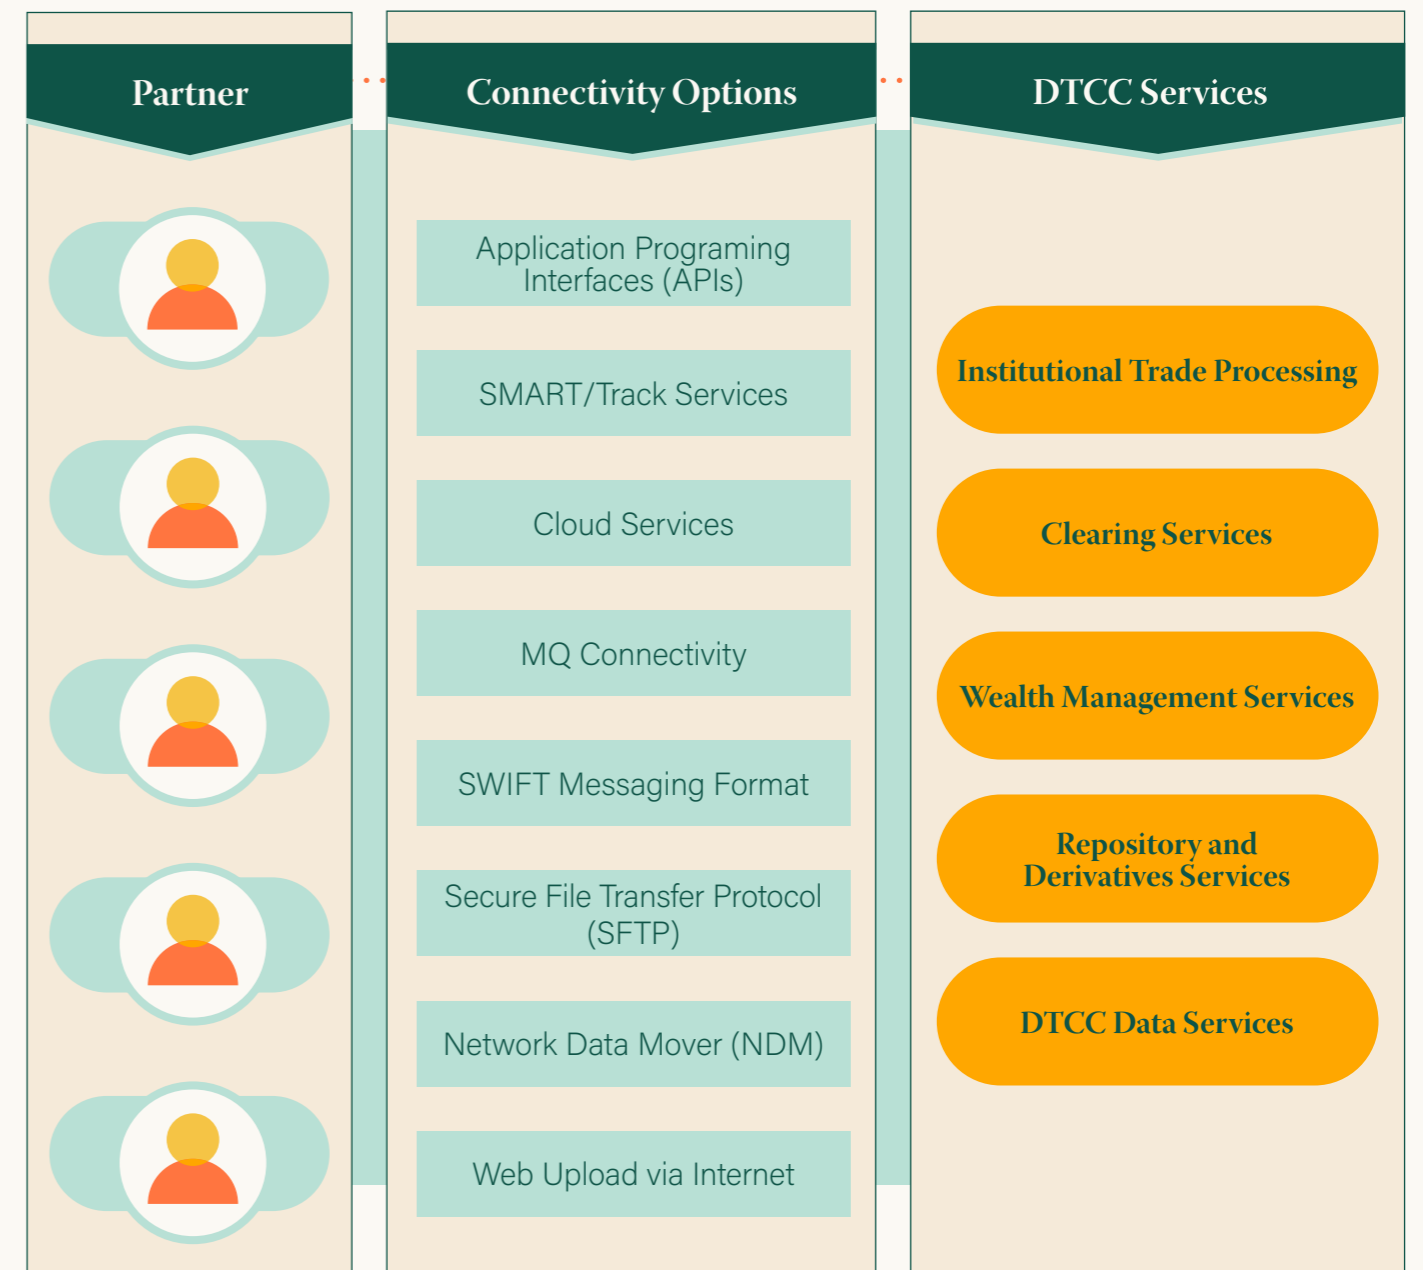 Partner
Connectivity Options
DTCC Services
Application Programing
Interfaces (APIs)
SMART/Track Services
Cloud Services
MQ Connectivity
SWIFT Messaging Format
Secure File Transfer Protocol
(SFTP)
Network Data Mover (NDM)
Web Upload via Internet
Institutional Trade Processing
Clearing Services
Wealth Management Services
Repository and
Derivatives Services
DTCC Data Services